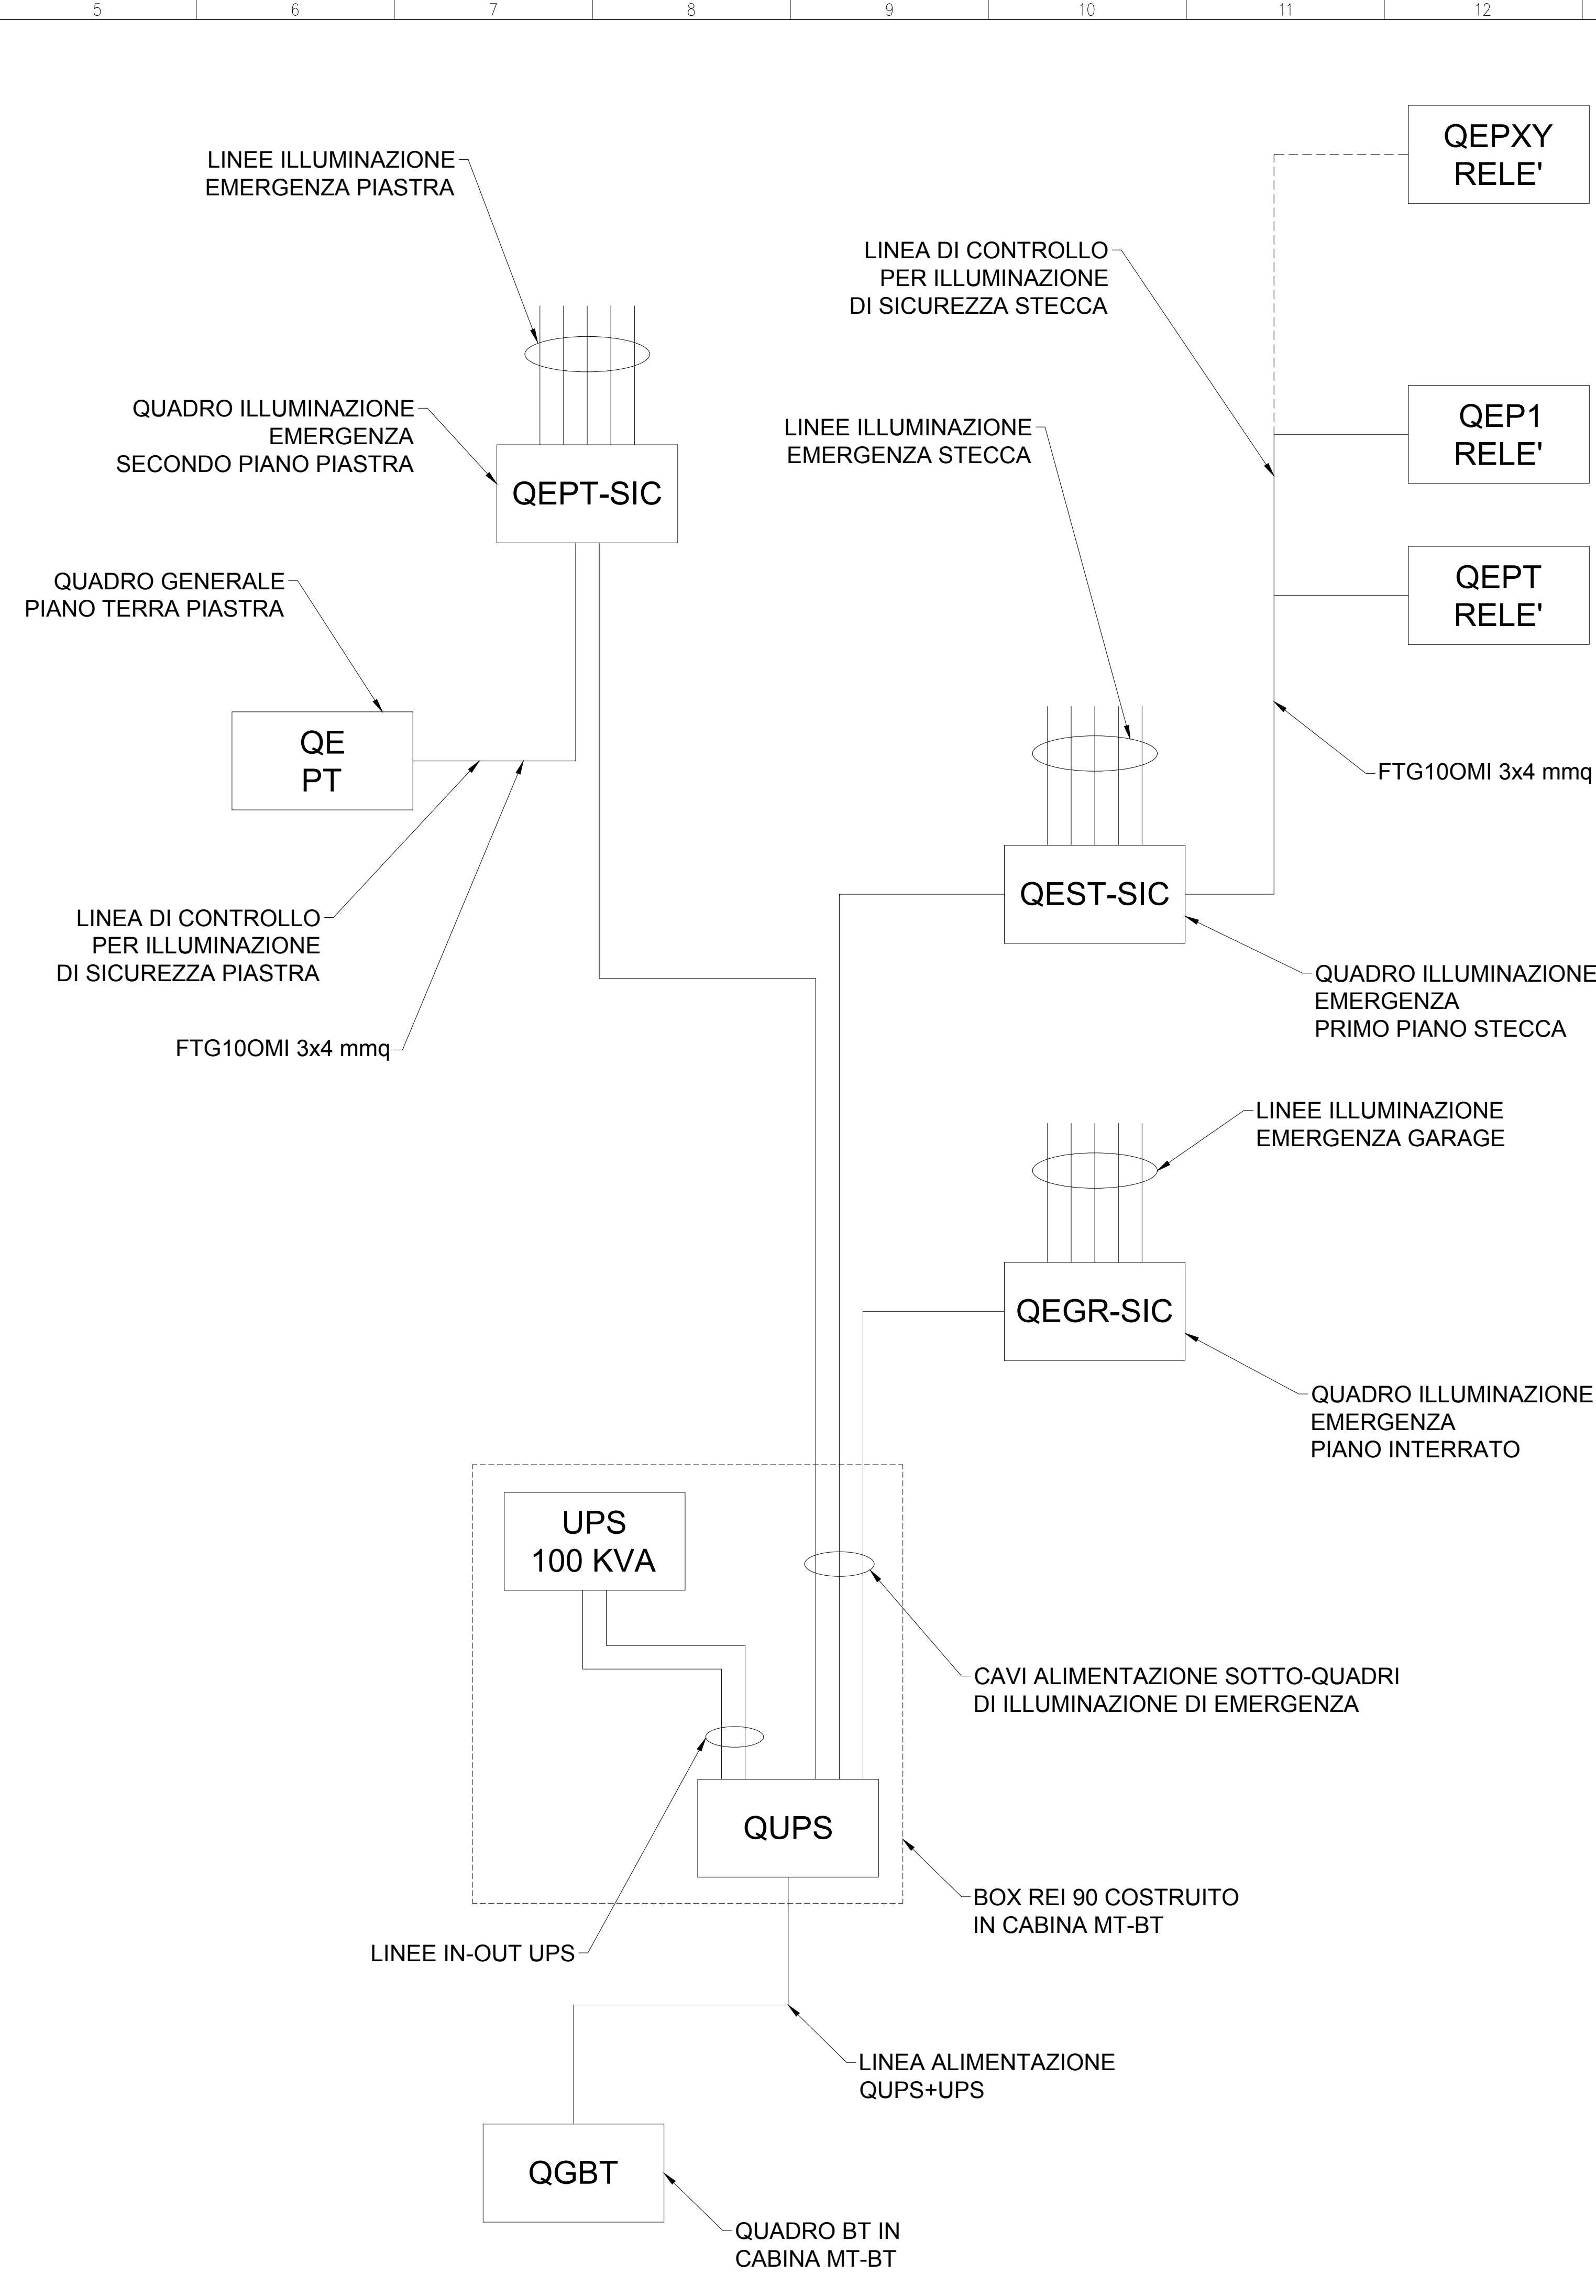 5 6 7 8 9 10 11 12
QEPXY
RELE'
LINEE ILLUMINAZIONE
EMERGENZA PIASTRA
LINEA DI CONTROLLO
PER ILLUMINAZIONE
DI SICUREZZA STECCA
QUADRO ILLUMINAZIONE
EMERGENZA
SECONDO PIANO PIASTRA
LINEE ILLUMINAZIONE
EMERGENZA STECCA
QEP1
RELE'
QEPT-SIC
QUADRO GENERALE
PIANO TERRA PIASTRA
QEPT
RELE'
QE
PT
FTG10OMI 3x4 mmq
QEST-SIC
LINEA DI CONTROLLO
PER ILLUMINAZIONE
DI SICUREZZA PIASTRA
QUADRO ILLUMINAZIONE
EMERGENZA
PRIMO PIANO STECCA
FTG10OMI 3x4 mmq
LINEE ILLUMINAZIONE
EMERGENZA GARAGE
QEGR-SIC
QUADRO ILLUMINAZIONE
EMERGENZA
PIANO INTERRATO
UPS
100 KVA
CAVI ALIMENTAZIONE SOTTO-QUADRI
DI ILLUMINAZIONE DI EMERGENZA
QUPS
BOX REI 90 COSTRUITO
IN CABINA MT-BT
LINEE IN-OUT UPS
LINEA ALIMENTAZIONE
QUPS+UPS
QGBT
QUADRO BT IN
CABINA MT-BT